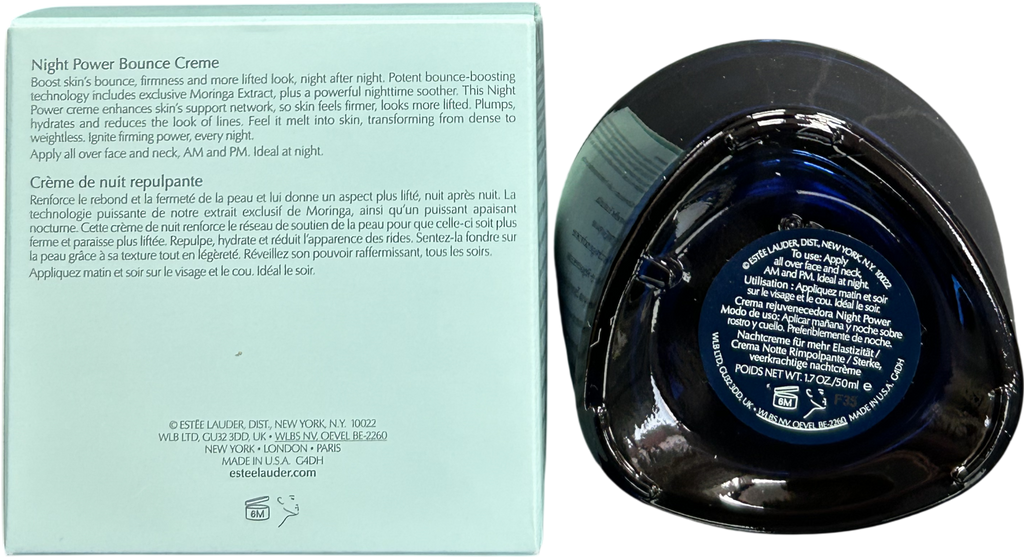 Night Power Bounce Creme
Boost skin's bounce, firmness and more lifted look, night after night. Potent bounce-boosting
technology includes exclusive Moringa Extract, plus a powerful nighttime soother. This Night
Power creme enhances skin's support network, so skin feels firmer, looks more lifted. Plumps,
hydrates and reduces the look of lines. Feel it melt into skin, transforming from dense to
weightless. Ignite firming power, every night.
Apply all over face and neck, AM and PM. Ideal at night.
Crème de nuit repulpante
Renforce le rebond et la fermeté de la peau et lui donne un aspect plus lifté, nuit après nuit. La
technologie puissante de notre extrait exclusif de Moringa, ainsi qu'un puissant apaisant
nocturne. Cette crème de nuit renforce le réseau de soutien de la peau pour que celle-ci soit plus
ferme et paraisse plus liftée. Repulpe, hydrate et réduit l'apparence des rides. Sentez-la fondre sur
la peau grâce à sa texture tout en légèreté. Réveillez son pouvoir raffermissant, tous les soirs.
Appliquez matin et soir sur le visage et le cou. Idéal le soir.
© ESTĒE LAUDER, DIST., NEW YORK, N.Y. 10022
WLB LTD, GU32 3DD, UK • WLBS NV. OEVEL BE-2260
NEW YORK • LONDON • PARIS
MADE IN U.S.A. G4DH
esteelauder.com
6M
© ESTĒE LAUDER, DIST., NEW YORK, N.Y. 10022
To use: Apply
all over face and neck,
AM and PM. Ideal at night.
Utilisation : Appliquez matin et soir
sur le visage et le cou. Idéal le soir.
Crema rejuvenecedora Night Power
Modo de uso: Aplicar mañana y noche sobre
rostro y cuello. Preferiblemente de noche.
Nachtcreme für mehr Elastizität /
Crema Notte Rimpolpante / Sterke,
veerkrachtige nachtcrème
POIDS NET WT. 1.7 OZ./50ml e
6M
F35
WLB LTD, GU32 3DD, UK • WLBS NV. OEVEL BE-2260 MADE IN U.S.A. G4DH